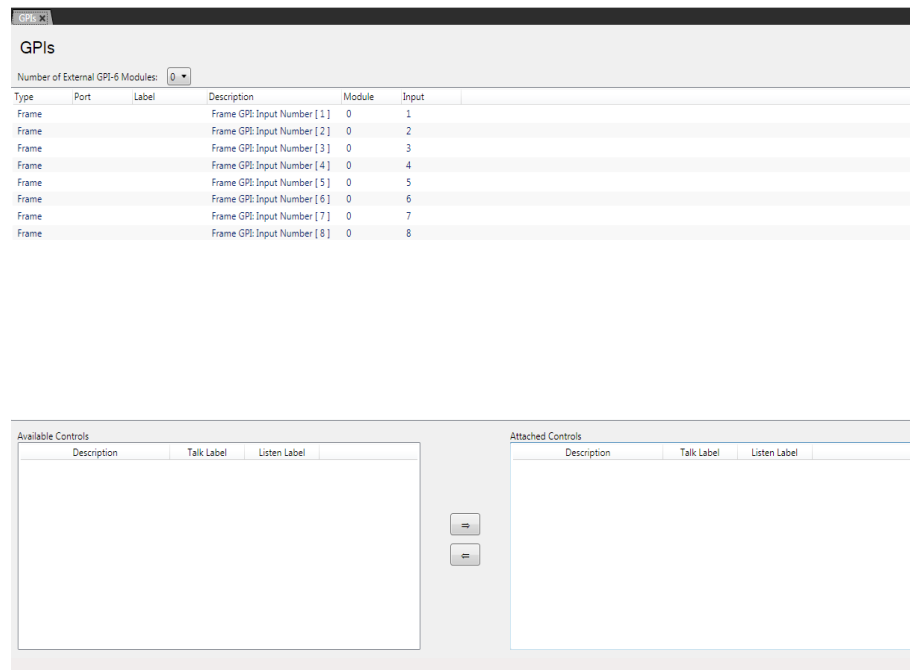 GPIs x
GPIs
Number of External GPI-6 Modules: 0
Type Port Label Description Module Input
Frame Frame GPI: Input Number [ 1 ] 0 1
Frame Frame GPI: Input Number [ 2 ] 0 2
Frame Frame GPI: Input Number [ 3 ] 0 3
Frame Frame GPI: Input Number [ 4 ] 0 4
Frame Frame GPI: Input Number [ 5 ] 0 5
Frame Frame GPI: Input Number [ 6 ] 0 6
Frame Frame GPI: Input Number [ 7 ] 0 7
Frame Frame GPI: Input Number [ 8 ] 0 8
Available Controls Attached Controls
Description Talk Label Listen Label Description Talk Label Listen Label
⇒
⇐